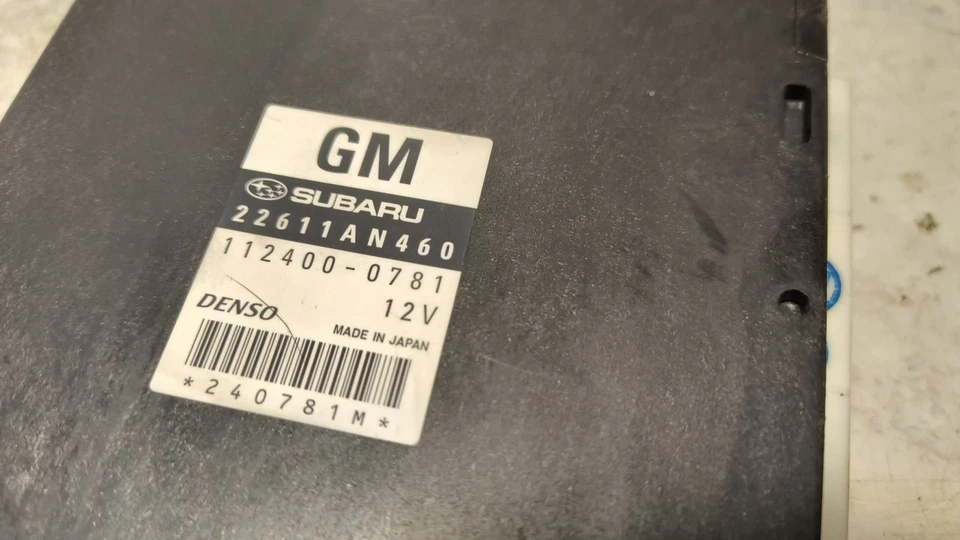 GM
SUBARU
22611AN460
112400-0781
12V
DENSO
MADE IN JAPAN
*240781M*